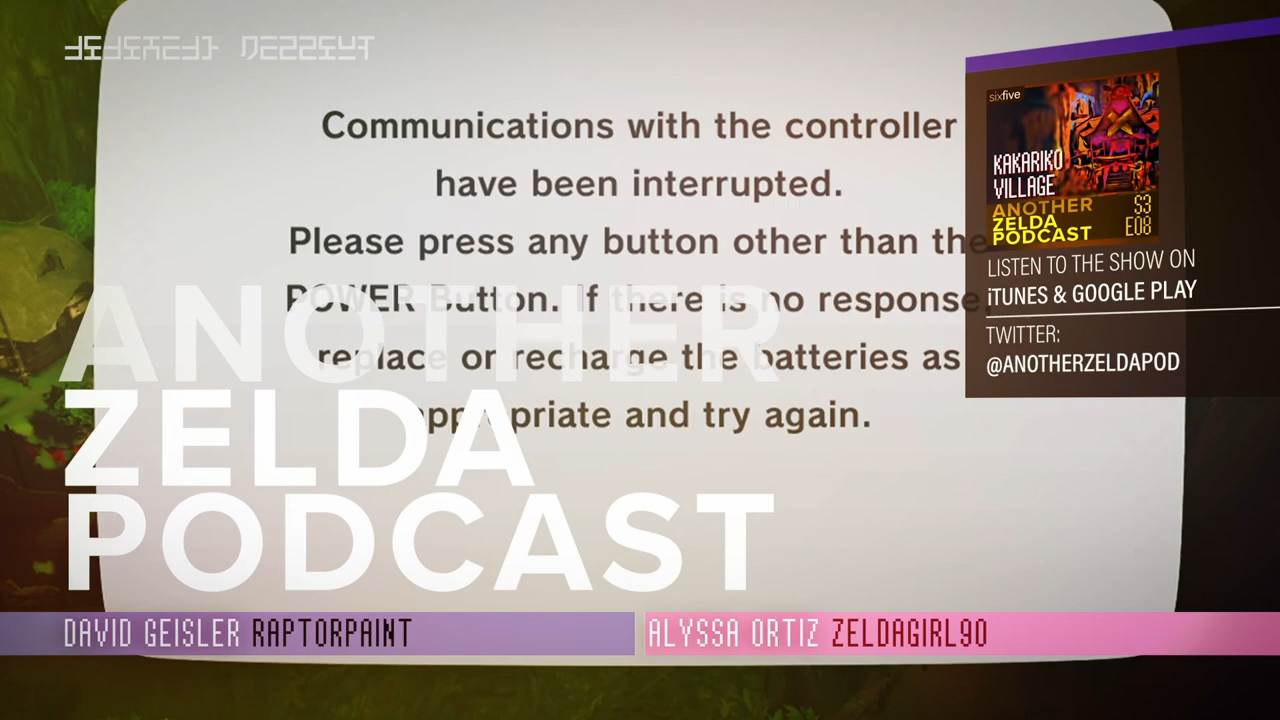 Communications with the controller
have been interrupted.
Please press any button other than the
POWER Button. If there is no response,
replace or recharge the batteries as
appropriate and try again.
ANOTHER
ZELDA
PODCAST
DAVID GEISLER RAPTORPAINT
ALYSSA ORTIZ ZELDAGIRL90
sixfive
KAKARIKO
VILLAGE
ANOTHER
ZELDA
PODCAST
S3
E08
LISTEN TO THE SHOW ON
iTUNES & GOOGLE PLAY
TWITTER:
@ANOTHERZELDAPOD